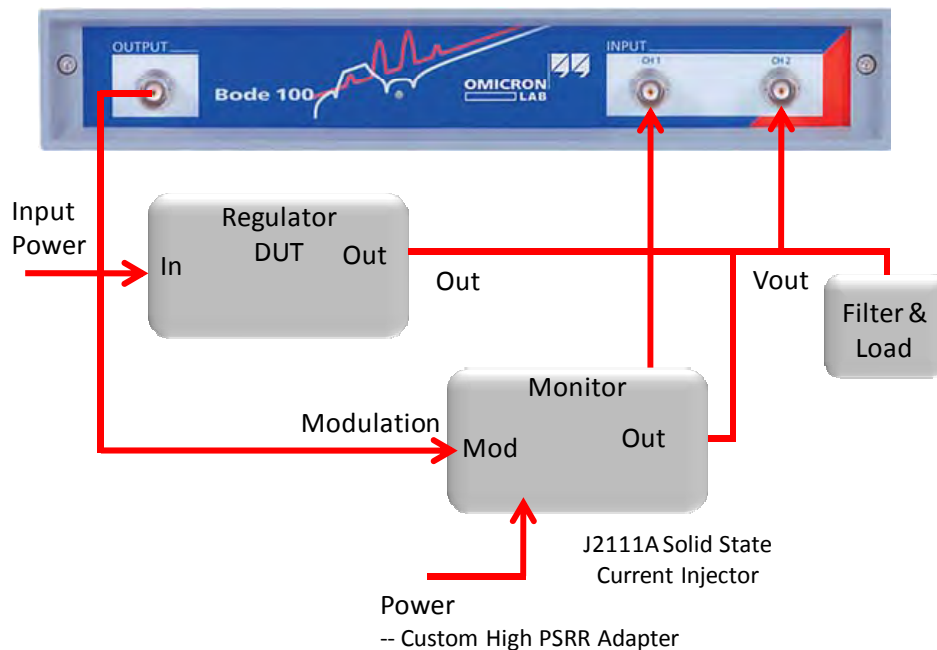 OUTPUT
INPUT
CH 1
CH 2
Bode 100
OMICRON
LAB
Input
Power
Regulator
DUT
In
Out
Out
Vout
Filter &
Load
Monitor
Modulation
Mod
Out
J2111A Solid State
Current Injector
Power
-- Custom High PSRR Adapter